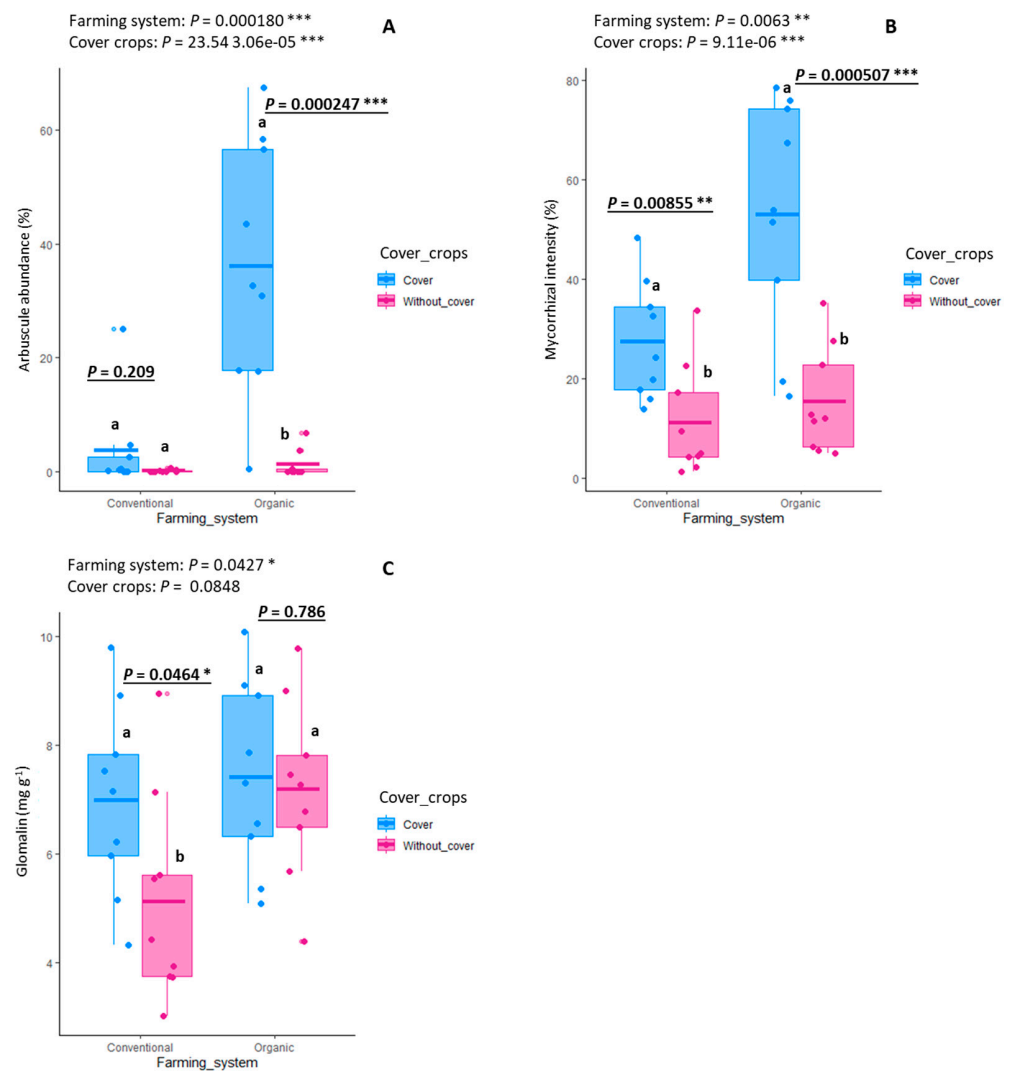 Farming system: P = 0.000180 ***
Cover crops: P = 23.54 3.06e-05 ***
A
P = 0.000247 ***
a
P = 0.209
a
a
b
60
40
20
0
Arbuscule abundance (%)
Conventional
Organic
Farming_system
Cover_crops
Cover
Without_cover
Farming system: P = 0.0063 **
Cover crops: P = 9.11e-06 ***
B
P = 0.000507 ***
a
P = 0.00855 **
a
b
b
80
60
40
20
0
Mycorrhizal intensity (%)
Conventional
Organic
Farming_system
Cover_crops
Cover
Without_cover
Farming system: P = 0.0427 *
Cover crops: P = 0.0848
C
P = 0.786
P = 0.0464 *
a
a
a
b
10
8
6
4
Glomalin (mg g-1)
Conventional
Organic
Farming_system
Cover_crops
Cover
Without_cover